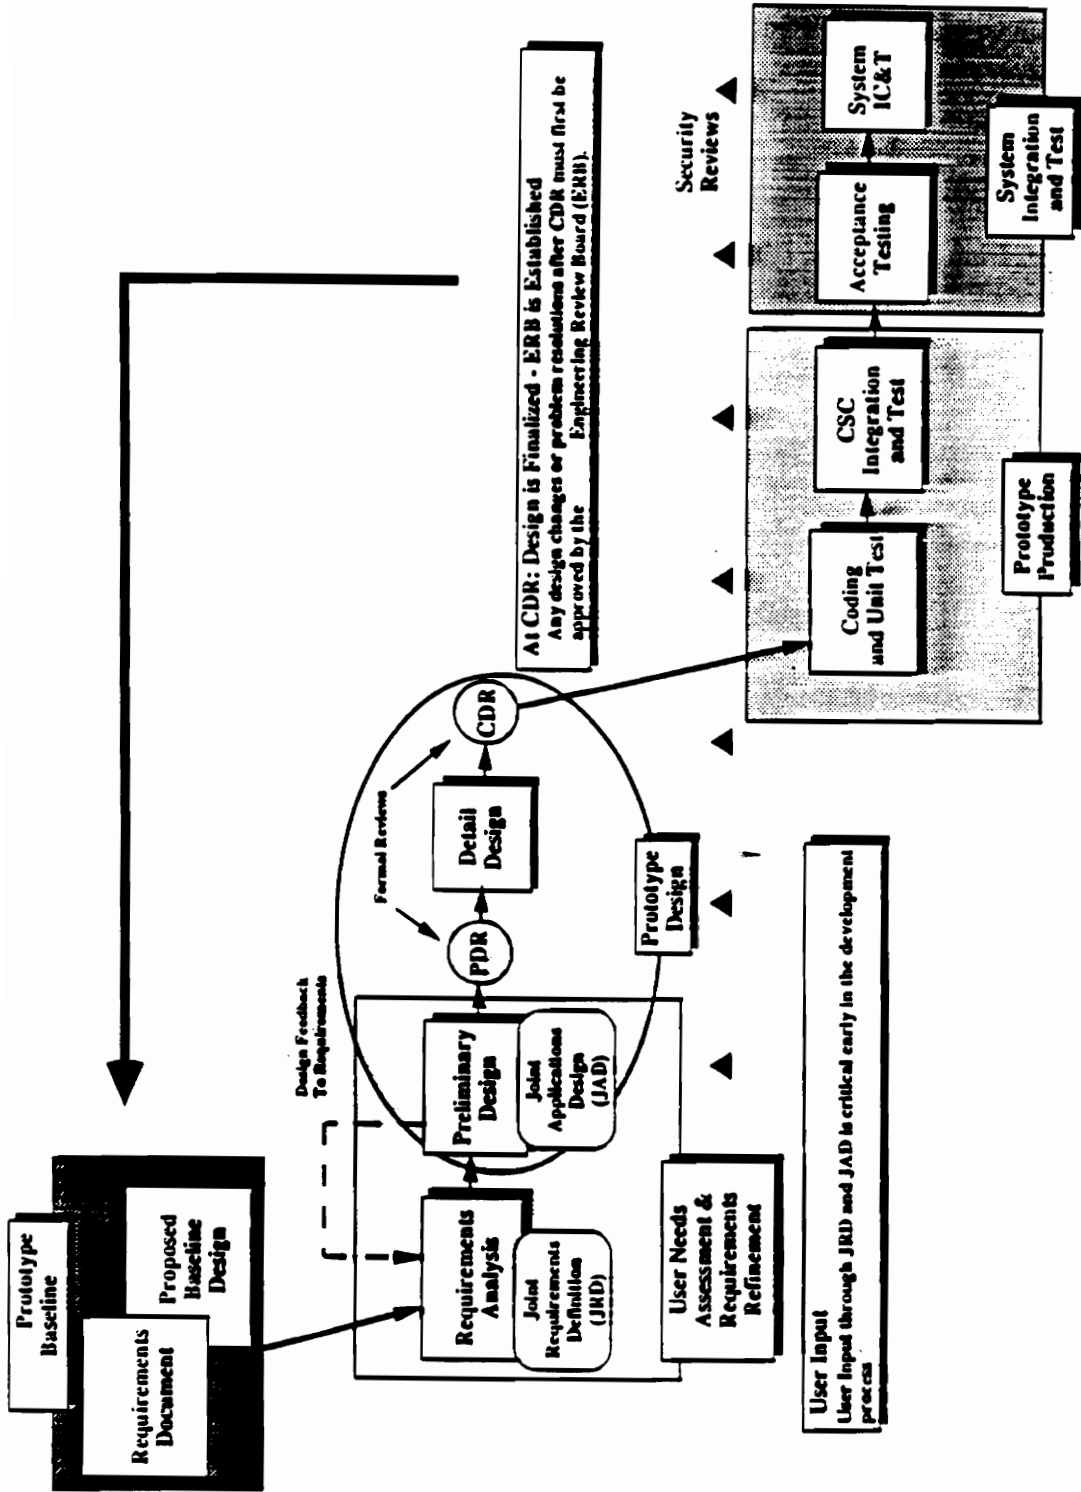 Prototype
Baseline
Requirements
Document
Proposed
Baseline
Design
Design Feedback
To Requirements
Requirements
Analysis
Joint
Requirements
Definition
(JRD)
Preliminary
Design
Joint
Applications
Design
(JAD)
User Needs
Assessment &
Requirements
Refinement
Formal Reviews
PDR
Detail
Design
CDR
Prototype
Design
At CDR: Design is Finalized - ERB is Established
Any design changes or problem resolutions after CDR must first be
approved by the Engineering Review Board (ERB).
User Input
User Input through JRD and JAD is critical early in the development
process
Security
Reviews
Coding
and Unit Test
CSC
Integration
and Test
Prototype
Production
Acceptance
Testing
System
IC&T
System
Integration
and Test